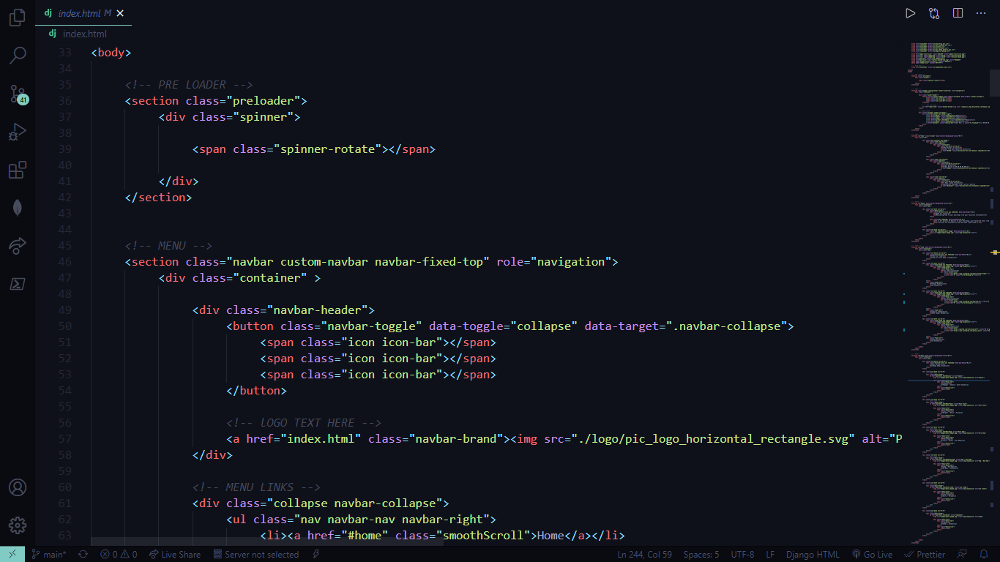 index.html M
index.html
33 <body>
34
35 <!-- PRE LOADER -->
36 <section class="preloader">
37 <div class="spinner">
38
39 <span class="spinner-rotate"></span>
40
41 </div>
42 </section>
43
44
45 <!-- MENU -->
46 <section class="navbar custom-navbar navbar-fixed-top" role="navigation">
47 <div class="container" >
48
49 <div class="navbar-header">
50 <button class="navbar-toggle" data-toggle="collapse" data-target=".navbar-collapse">
51 <span class="icon icon-bar"></span>
52 <span class="icon icon-bar"></span>
53 <span class="icon icon-bar"></span>
54 </button>
55
56 <!-- lOGO TEXT HERE -->
57 <a href="index.html" class="navbar-brand"><img src="./logo/pic_logo_horizontal_rectangle.svg" alt="P
58 </div>
59
60 <!-- MENU LINKS -->
61 <div class="collapse navbar-collapse">
62 <ul class="nav navbar-nav navbar-right">
63 <li><a href="#home" class="smoothScroll">Home</a></li>
41
main* 0 0 Live Share Server not selected Ln 244, Col 59 Spaces: 5 UTF-8 LF Django HTML Go Live Prettier